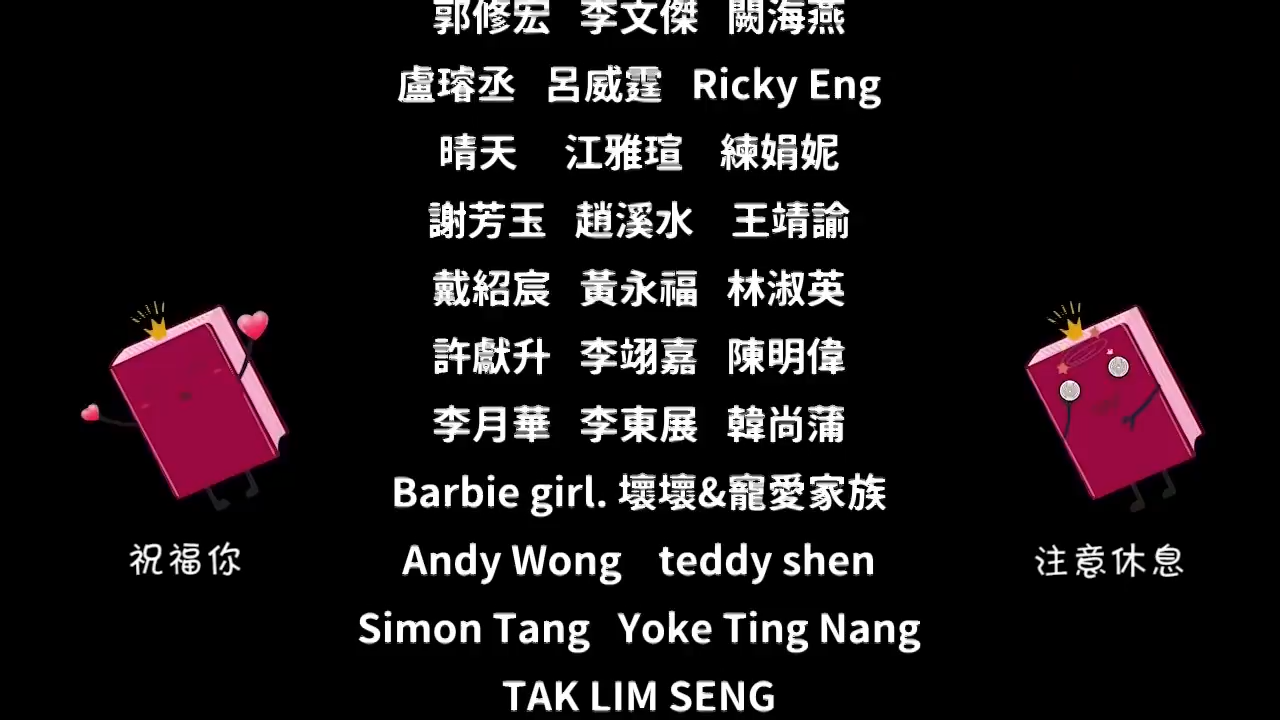 郭修宏 李文傑 闕海燕
盧璿丞 呂威霆 Ricky Eng
晴天 江雅瑄 練娟妮
謝芳玉 趙溪水 王靖諭
戴紹宸 黃永福 林淑英
許獻升 李翊嘉 陳明偉
李月華 李東展 韓尚蒲
Barbie girl. 壞壞&寵愛家族
Andy Wong teddy shen
Simon Tang Yoke Ting Nang
TAK LIM SENG
祝福你
注意休息